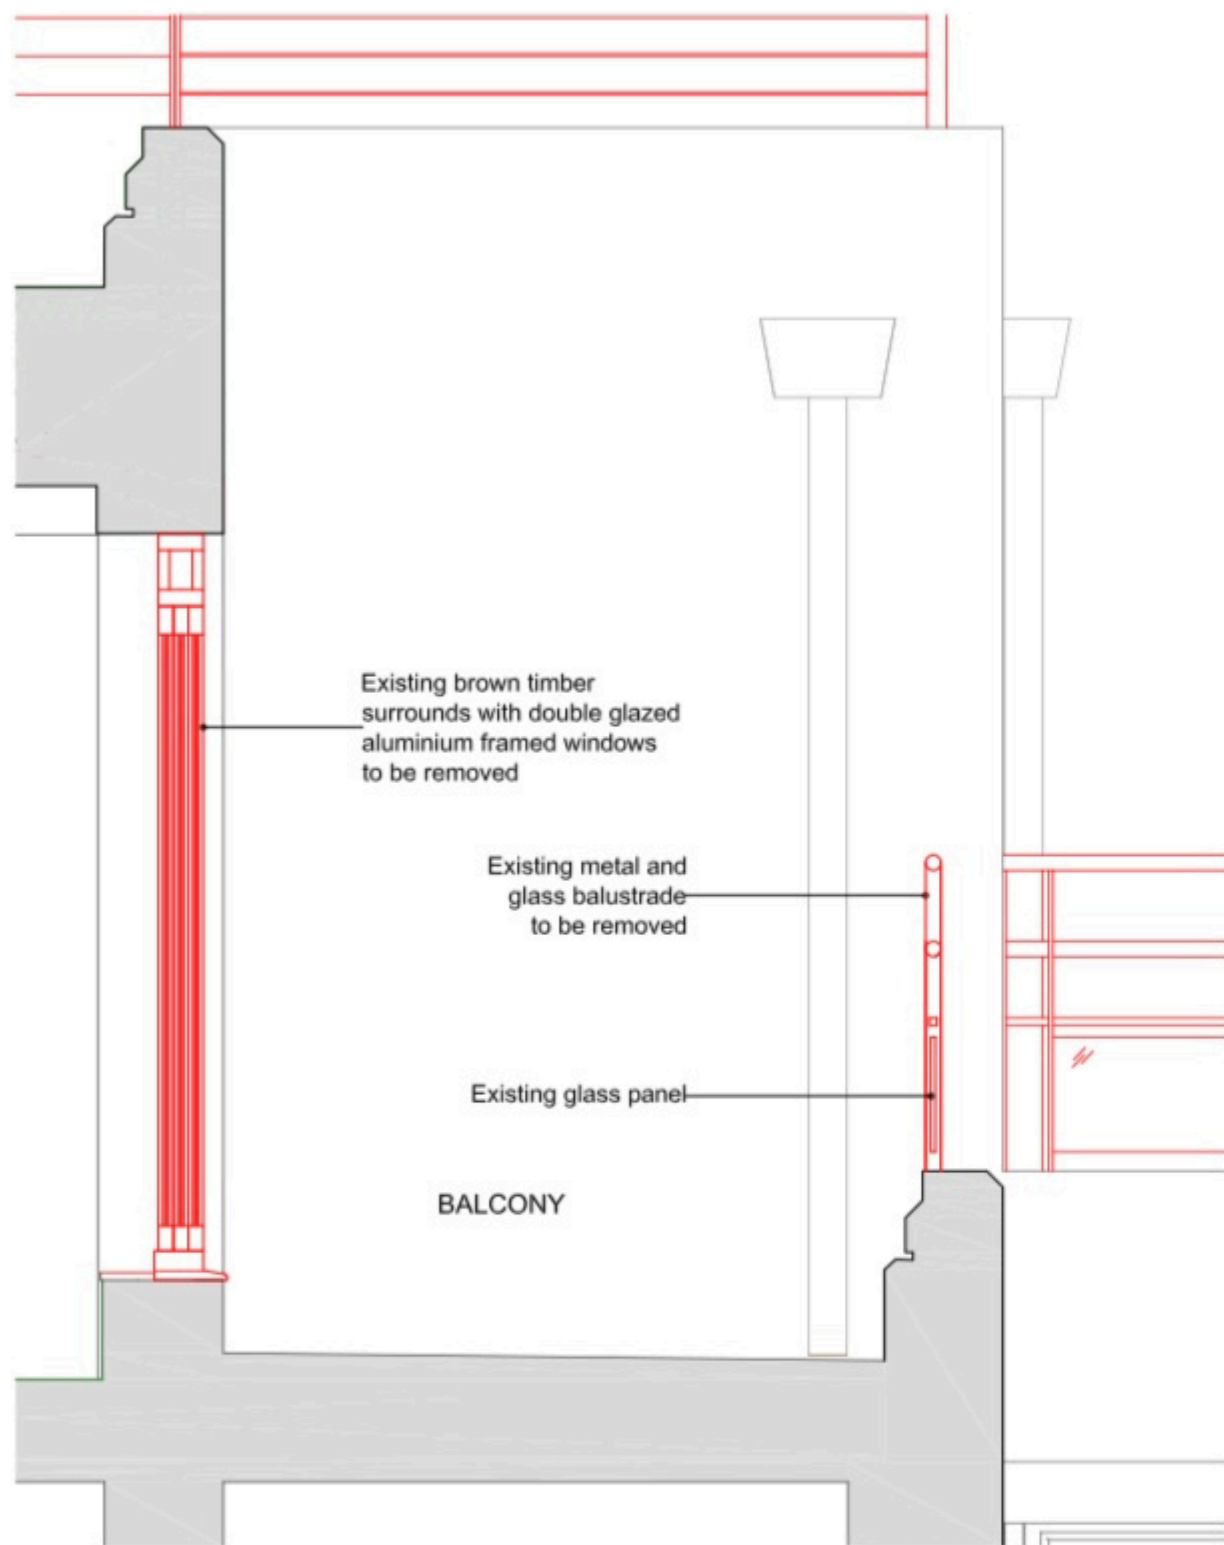 Existing brown timber
surrounds with double glazed
aluminium framed windows
to be removed
Existing metal and
glass balustrade
to be removed
Existing glass panel
BALCONY